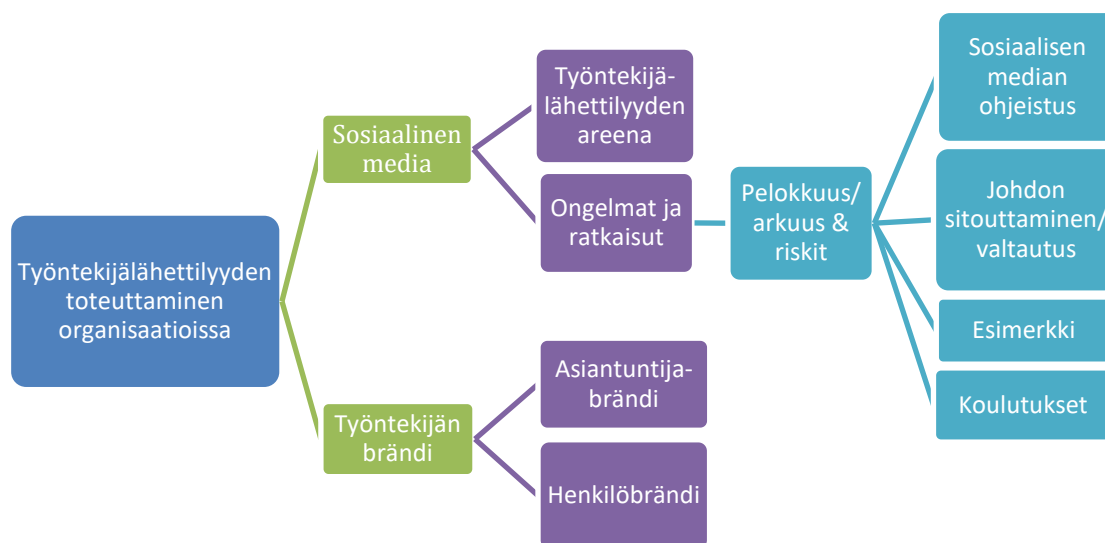 Työntekijälähettilyyden
toteuttaminen
organisaatioissa
Sosiaalinen
media
Työntekijä-
lähettilyyden
areena
Ongelmat ja
ratkaisut
Pelokkuus/
arkuus &
riskit
Sosiaalisen
median
ohjeistus
Johdon
sitouttaminen/
valtautus
Esimerkki
Koulutukset
Työntekijän
brändi
Asiantuntija-
brändi
Henkilöbrändi